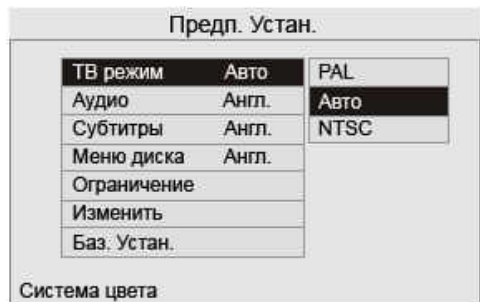 Предп. Устан.
ТВ режим Авто PAL
Аудио Англ. Авто
Субтитры Англ. NTSC
Меню диска Англ.
Ограничение
Изменить
Баз. Устан.
Система цвета